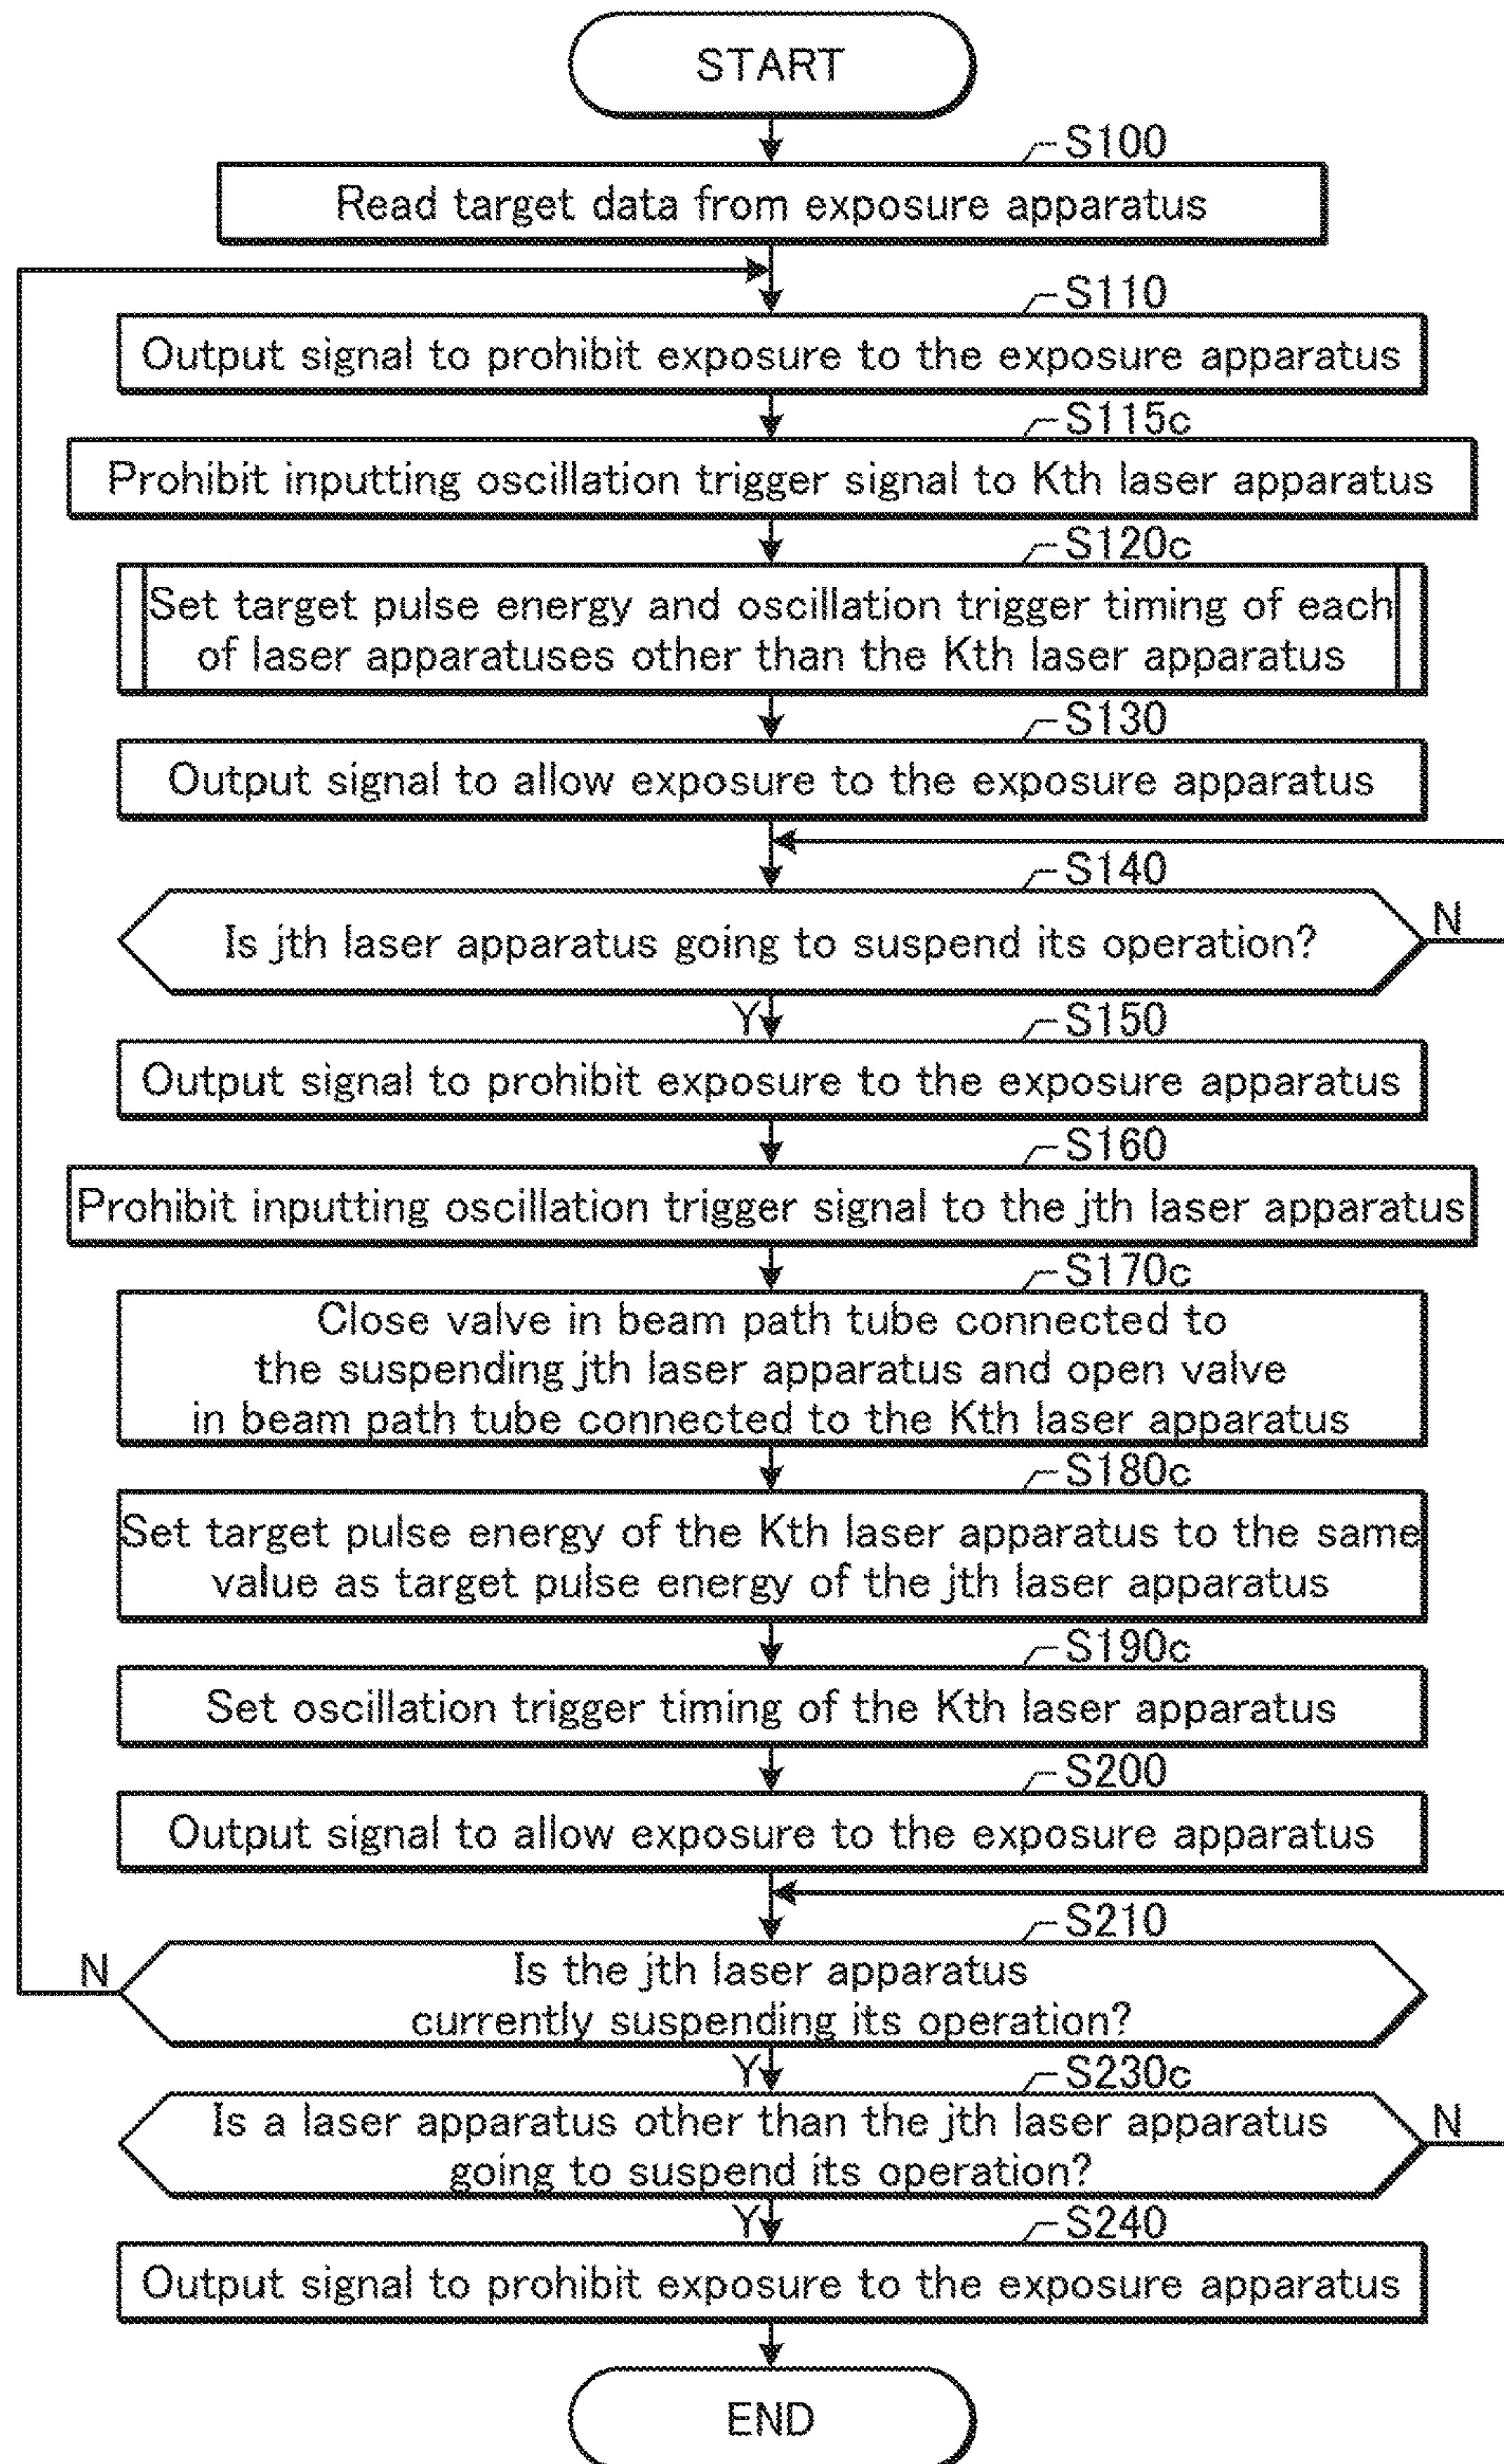 START
S100
Read target data from exposure apparatus
S110
Output signal to prohibit exposure to the exposure apparatus
S115c
Prohibit inputting oscillation trigger signal to Kth laser apparatus
S120c
Set target pulse energy and oscillation trigger timing of each
of laser apparatuses other than the Kth laser apparatus
S130
Output signal to allow exposure to the exposure apparatus
S140
Is jth laser apparatus going to suspend its operation?
N
Y
S150
Output signal to prohibit exposure to the exposure apparatus
S160
Prohibit inputting oscillation trigger signal to the jth laser apparatus
S170c
Close valve in beam path tube connected to
the suspending jth laser apparatus and open valve
in beam path tube connected to the Kth laser apparatus
S180c
Set target pulse energy of the Kth laser apparatus to the same
value as target pulse energy of the jth laser apparatus
S190c
Set oscillation trigger timing of the Kth laser apparatus
S200
Output signal to allow exposure to the exposure apparatus
S210
N
Is the jth laser apparatus
currently suspending its operation?
Y
S230c
Is a laser apparatus other than the jth laser apparatus
going to suspend its operation?
N
Y
S240
Output signal to prohibit exposure to the exposure apparatus
END